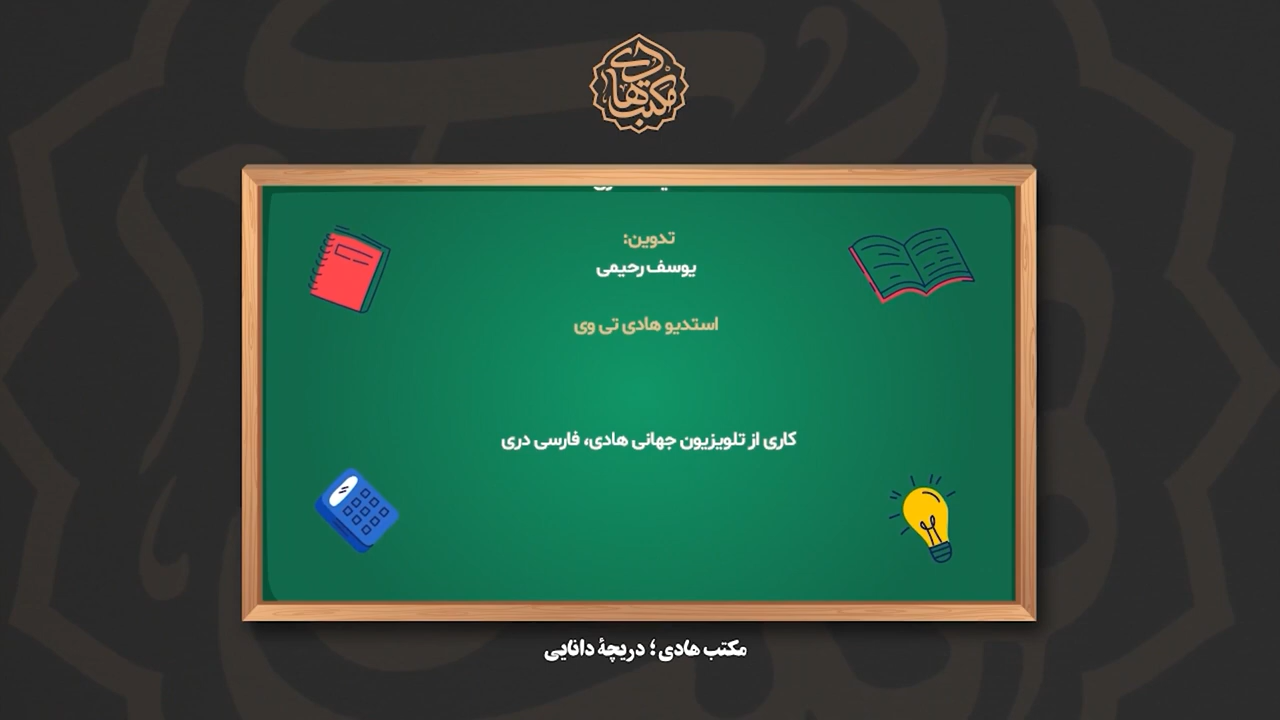 مکتب هادی
تدوین:
یوسف رحیمی
استدیو هادی تی وی
کاری از تلویزیون جهانی هادی، فارسی دری
مکتب هادی؛ دریچۀ دانایی